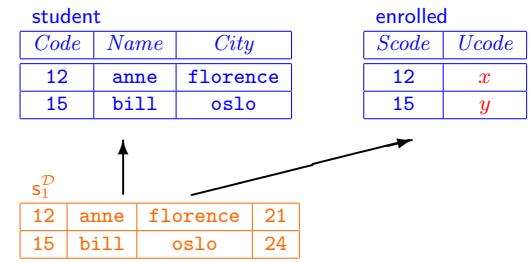 student enrolled
Code Name City Scode Ucode
12 anne florence 12 x
15 bill oslo 15 y
s₁ᴰ
12 anne florence 21
15 bill oslo 24